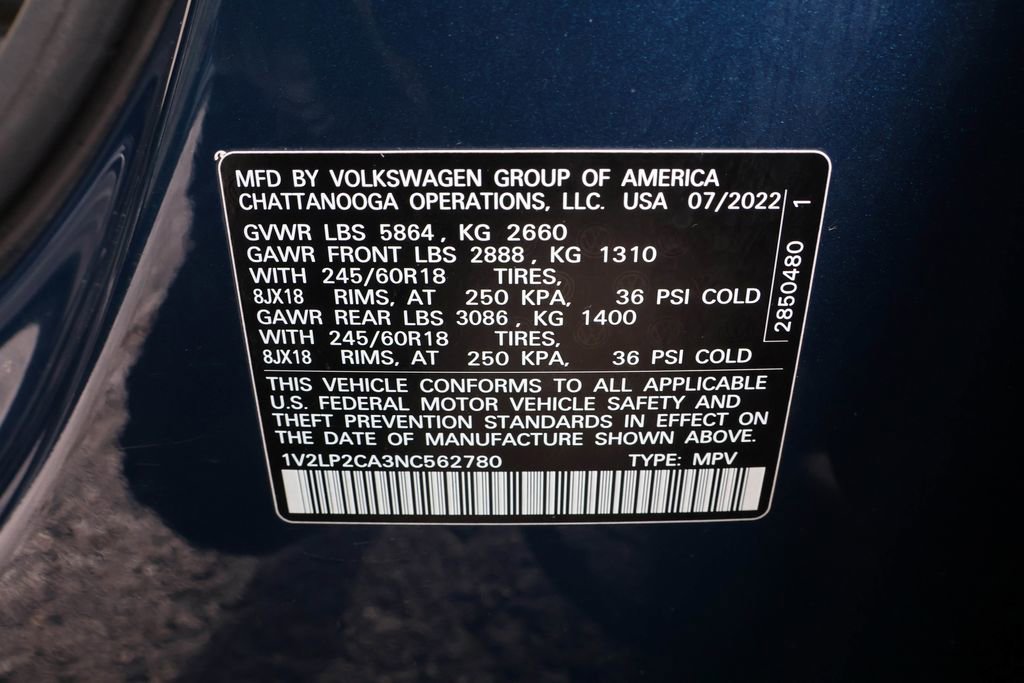 MFD BY VOLKSWAGEN GROUP OF AMERICA
CHATTANOOGA OPERATIONS, LLC. USA 07/2022
GVWR LBS 5864, KG 2660
GAWR FRONT LBS 2888, KG 1310
WITH 245/60R18 TIRES,
8JX18 RIMS, AT 250 KPA, 36 PSI COLD
GAWR REAR LBS 3086, KG 1400
WITH 245/60R18 TIRES,
8JX18 RIMS, AT 250 KPA, 36 PSI COLD
2850480 1
THIS VEHICLE CONFORMS TO ALL APPLICABLE
U.S. FEDERAL MOTOR VEHICLE SAFETY AND
THEFT PREVENTION STANDARDS IN EFFECT ON
THE DATE OF MANUFACTURE SHOWN ABOVE.
1V2LP2CA3NC562780 TYPE: MPV